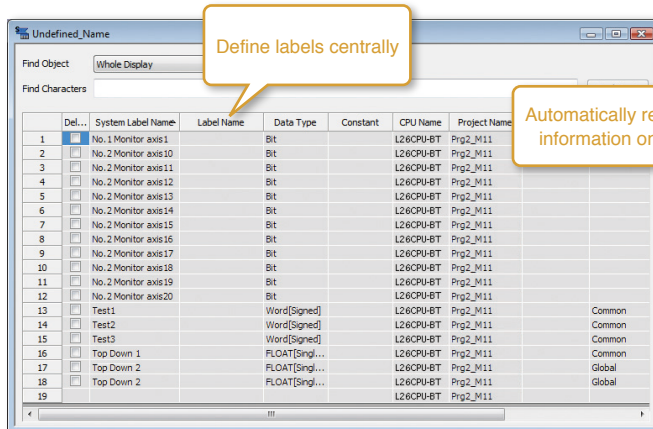 Undefined_Name
Define labels centrally
Find Object Whole Display
Find Characters
Automatically
information
Del... System Label Name Label Name Data Type Constant CPU Name Project Name
1 No.1 Monitor axis1 Bit L26CPU-BT Prg2_M11
2 No.2 Monitor axis10 Bit L26CPU-BT Prg2_M11
3 No.2 Monitor axis11 Bit L26CPU-BT Prg2_M11
4 No.2 Monitor axis12 Bit L26CPU-BT Prg2_M11
5 No.2 Monitor axis13 Bit L26CPU-BT Prg2_M11
6 No.2 Monitor axis14 Bit L26CPU-BT Prg2_M11
7 No.2 Monitor axis15 Bit L26CPU-BT Prg2_M11
8 No.2 Monitor axis16 Bit L26CPU-BT Prg2_M11
9 No.2 Monitor axis17 Bit L26CPU-BT Prg2_M11
10 No.2 Monitor axis18 Bit L26CPU-BT Prg2_M11
11 No.2 Monitor axis19 Bit L26CPU-BT Prg2_M11
12 No.2 Monitor axis20 Bit L26CPU-BT Prg2_M11
13 Test1 Word[Signed] L26CPU-BT Prg2_M11 Common
14 Test2 Word[Signed] L26CPU-BT Prg2_M11 Common
15 Test3 Word[Signed] L26CPU-BT Prg2_M11 Common
16 Top Down 1 FLOAT[Singl... L26CPU-BT Prg2_M11 Common
17 Top Down 2 FLOAT[Singl... L26CPU-BT Prg2_M11 Global
18 Top Down 2 FLOAT[Singl... L26CPU-BT Prg2_M11 Global
19 L26CPU-BT Prg2_M11